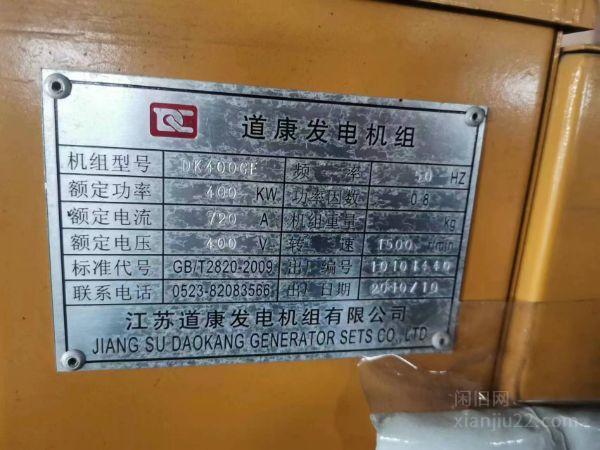 道康发电机组
机组型号 DK400GF 频率 50 HZ
额定功率 400 KW 功率因数 0.8
额定电流 720 A 机组重量 kg
额定电压 400 V 转速 1500 r/min
标准代号 GB/T2820-2009 出厂编号 10101440
联系电话 0523-82083566 出厂日期 2010/10
江苏道康发电机组有限公司
JIANG SU DAOKANG GENERATOR SETS CO.,LTD
闲旧网
xianjiu22.com